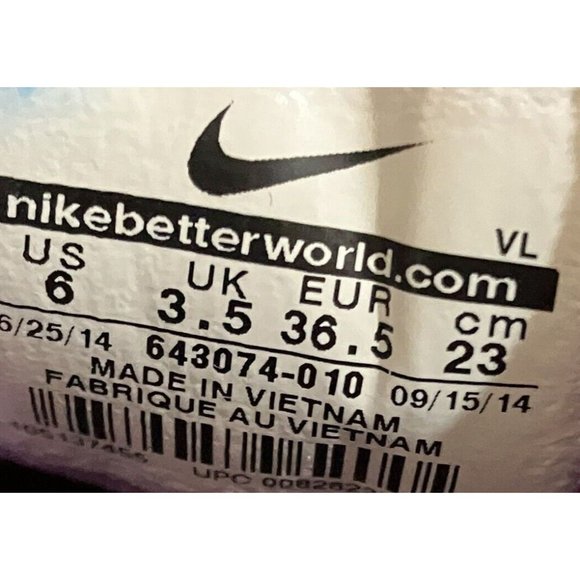 VL
nikebetterworld.com
US UK EUR cm
6 3.5 36.5 23
6/25/14 643074-010 09/15/14
MADE IN VIETNAM
FABRIQUE AU VIETNAM
UPC